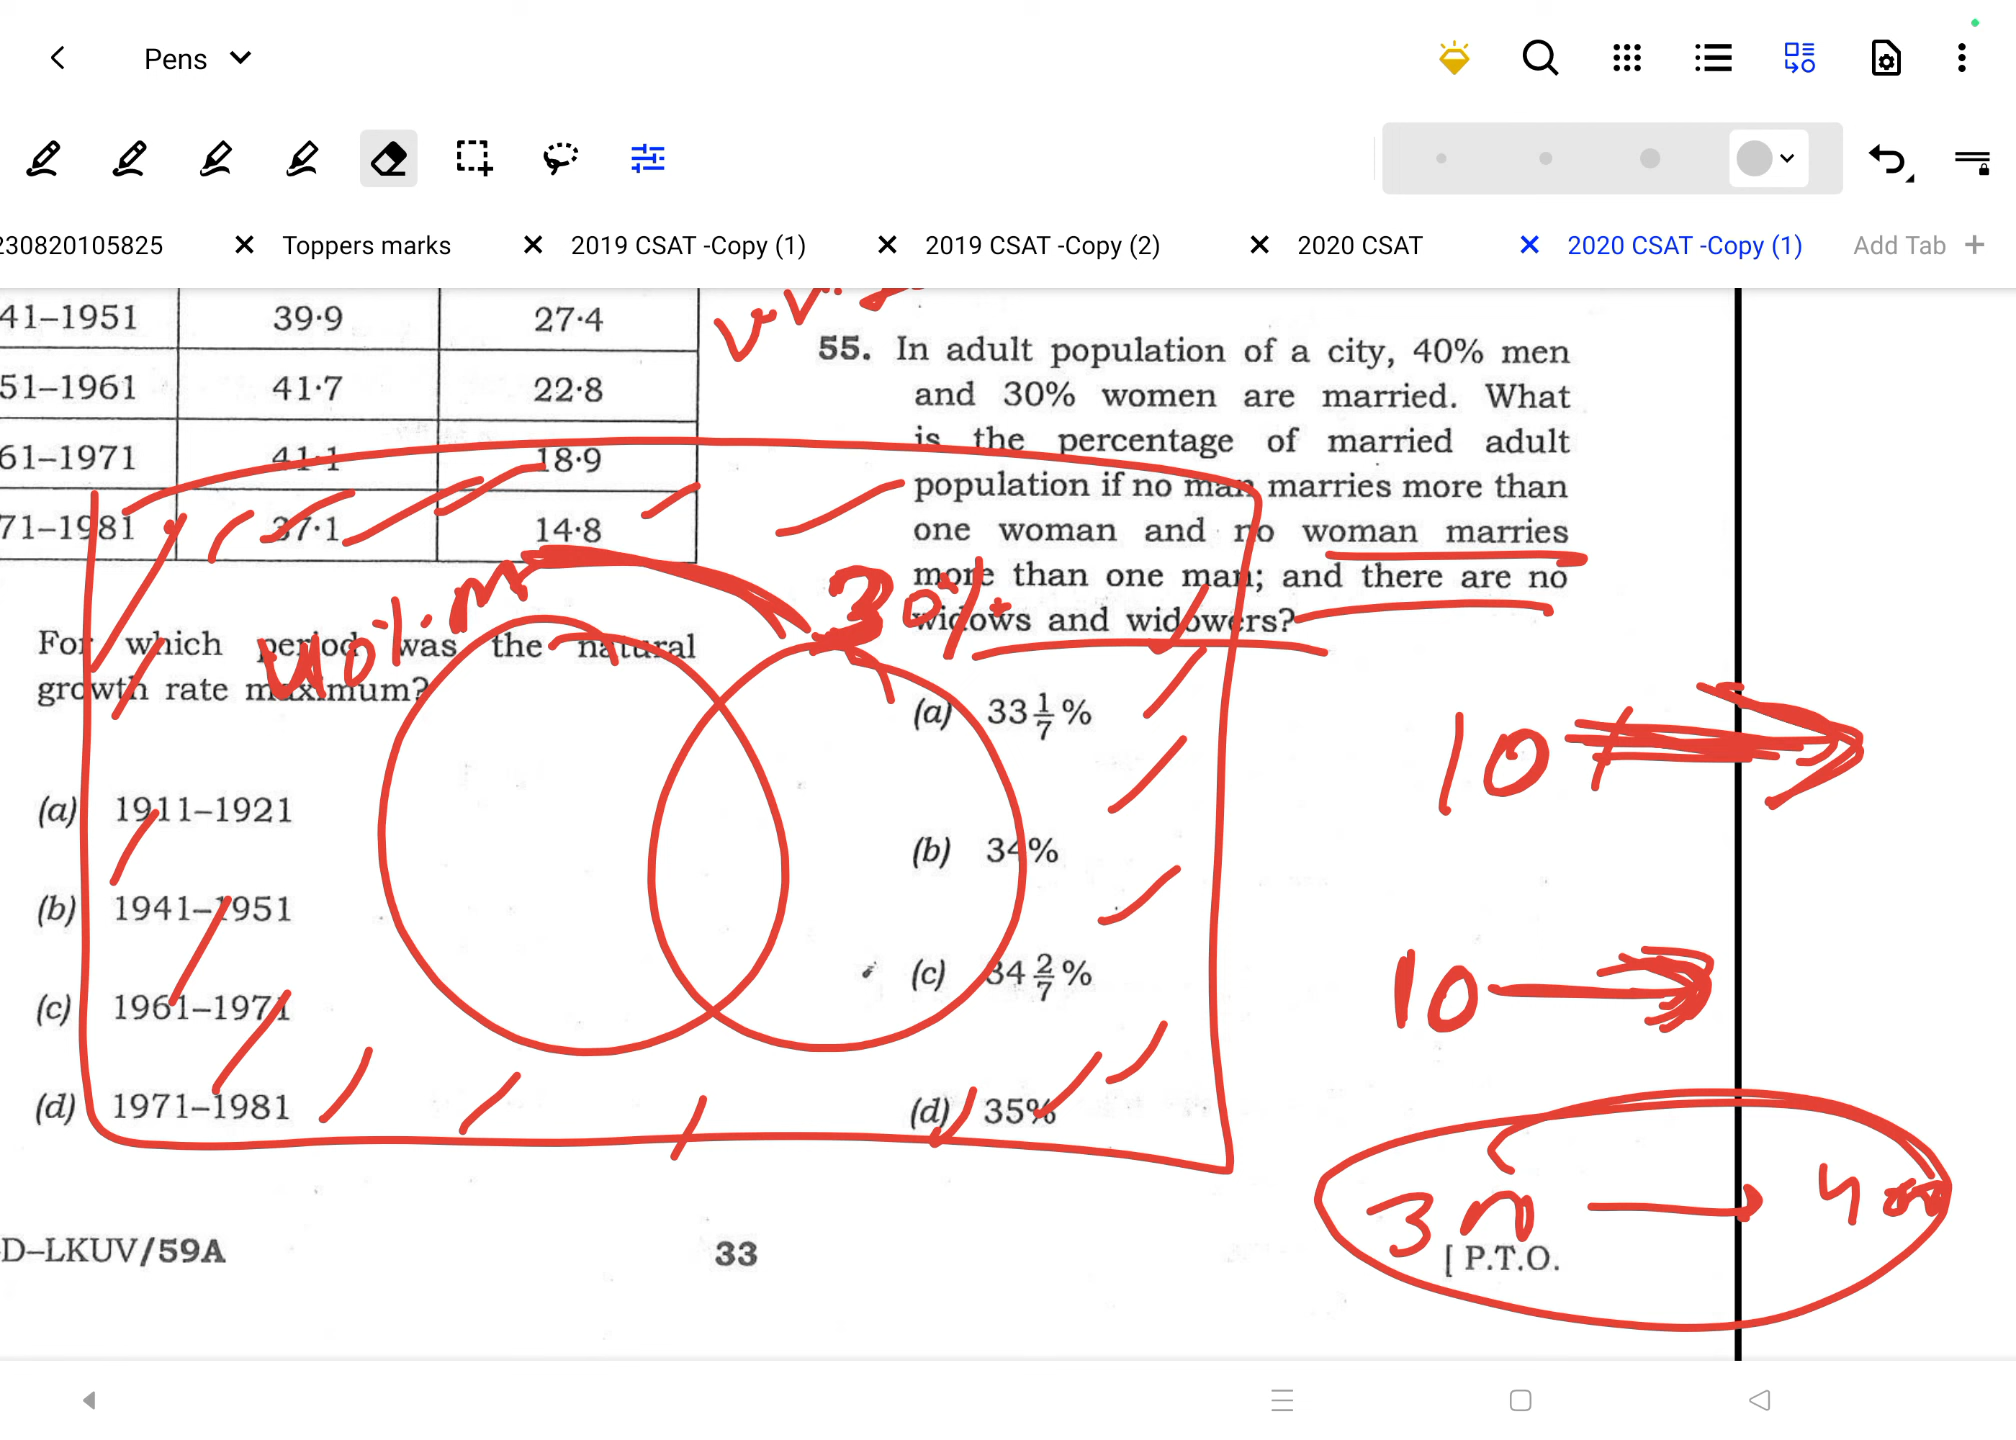 Pens
230820105825
Toppers marks
2019 CSAT -Copy (1)
2019 CSAT -Copy (2)
2020 CSAT
2020 CSAT -Copy (1)
Add Tab +
41–1951 39·9 27·4
51–1961 41·7 22·8
61–1971 41·1 18·9
71–1981 37·1 14·8
For which period was the natural
growth rate maximum?
(a) 1911–1921
(b) 1941–1951
(c) 1961–1971
(d) 1971–1981
55. In adult population of a city, 40% men
and 30% women are married. What
is the percentage of married adult
population if no man marries more than
one woman and no woman marries
more than one man; and there are no
widows and widowers?
(a) 33 1/7 %
(b) 34%
(c) 34 2/7 %
(d) 35%
40% m
30%
10
10
3 m → 4
D–LKUV/59A
33
[ P.T.O.